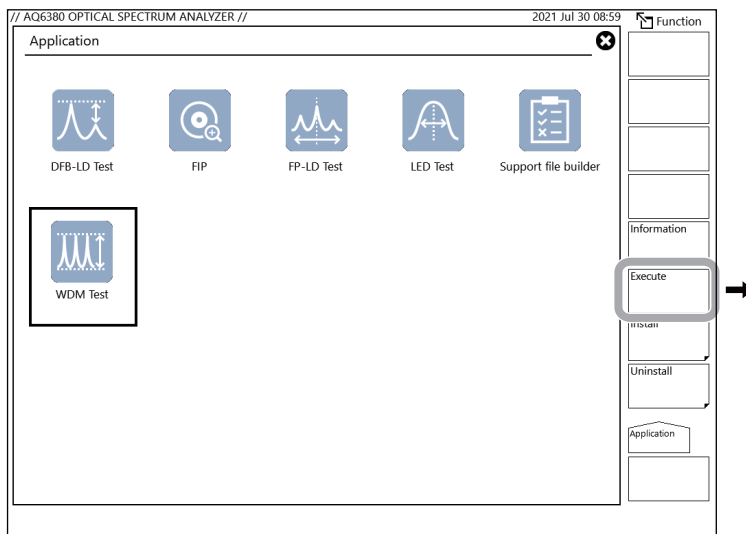 // AQ6380 OPTICAL SPECTRUM ANALYZER // 2021 Jul 30 08:59
Function
Application
DFB-LD Test FIP FP-LD Test LED Test Support file builder
WDM Test
Information
Execute
Install
Uninstall
Application